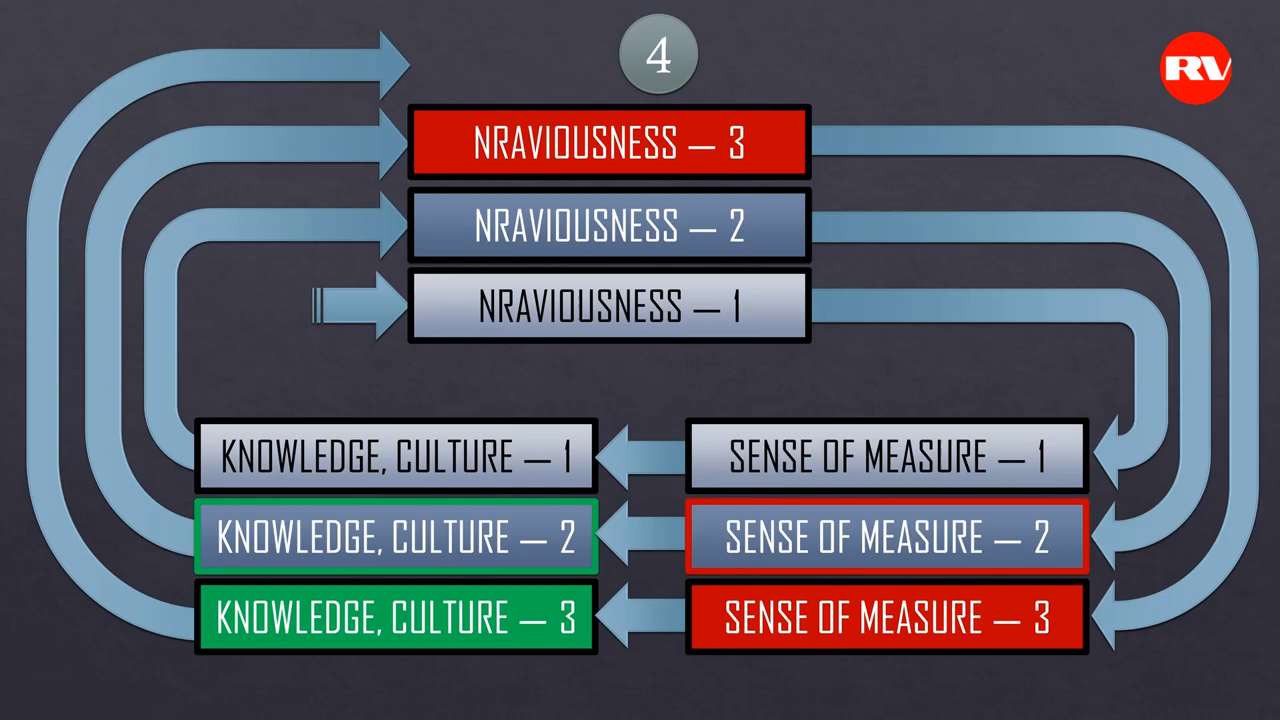 4
RV
NRAVIOUSNESS — 3
NRAVIOUSNESS — 2
NRAVIOUSNESS — 1
KNOWLEDGE, CULTURE — 1
SENSE OF MEASURE — 1
KNOWLEDGE, CULTURE — 2
SENSE OF MEASURE — 2
KNOWLEDGE, CULTURE — 3
SENSE OF MEASURE — 3